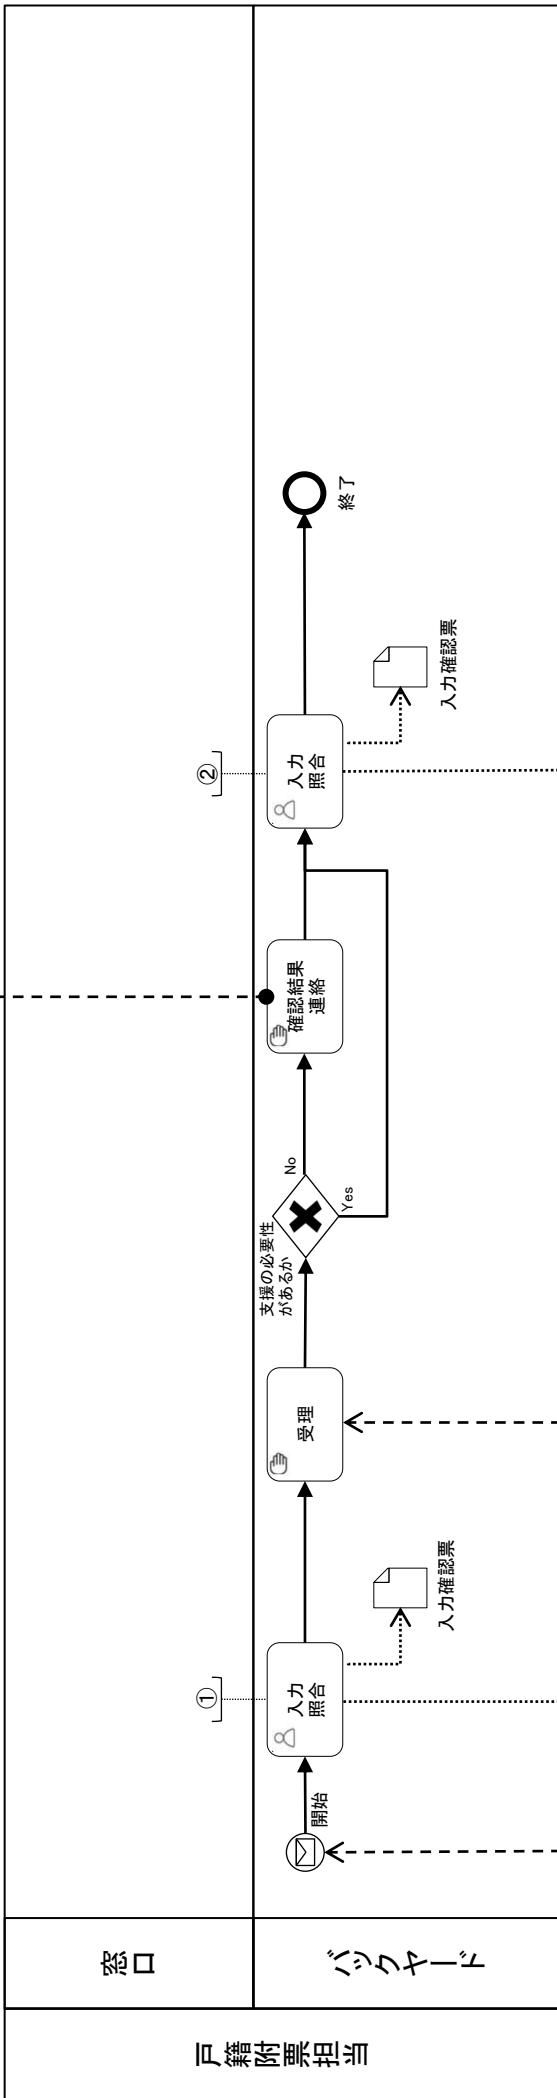 戸籍附票担当
窓口
バックヤード
開始
①
入力
照合
入力確認票
受理
支援の必要性
があるか
No
Yes
確認結果
連絡
②
入力
照合
入力確認票
終了